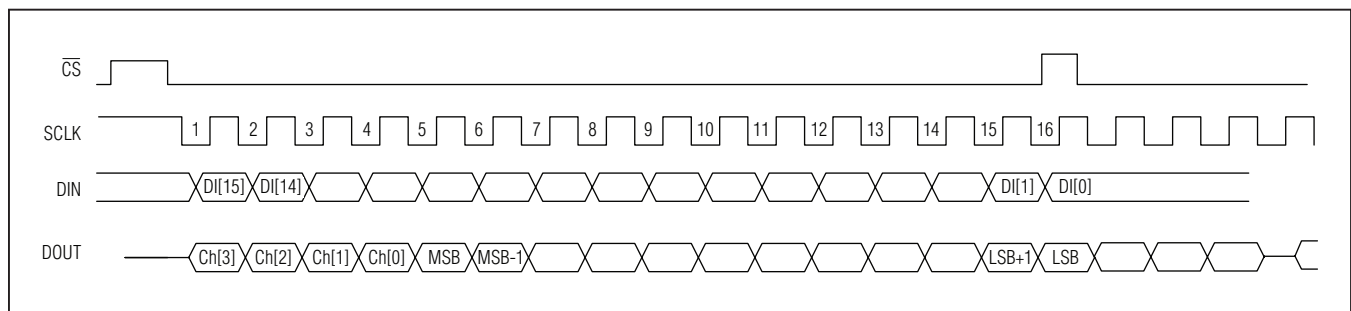 C̅S̅
SCLK 1 2 3 4 5 6 7 8 9 10 11 12 13 14 15 16
DIN DI[15] DI[14] DI[1] DI[0]
DOUT Ch[3] Ch[2] Ch[1] Ch[0] MSB MSB-1 LSB+1 LSB